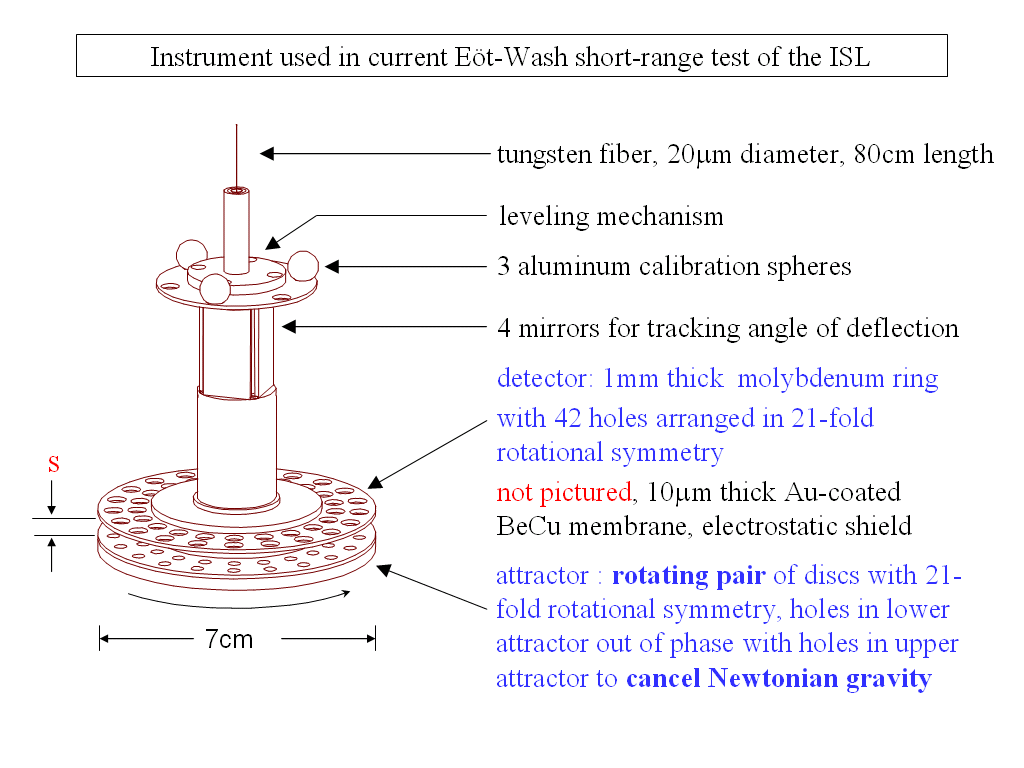 Instrument used in current Eöt-Wash short-range test of the ISL
tungsten fiber, 20μm diameter, 80cm length
leveling mechanism
3 aluminum calibration spheres
4 mirrors for tracking angle of deflection
detector: 1mm thick  molybdenum ring
with 42 holes arranged in 21-fold
rotational symmetry
s
not pictured, 10μm thick Au-coated
BeCu membrane, electrostatic shield
attractor : rotating pair of discs with 21-
fold rotational symmetry, holes in lower
attractor out of phase with holes in upper
attractor to cancel Newtonian gravity
7cm